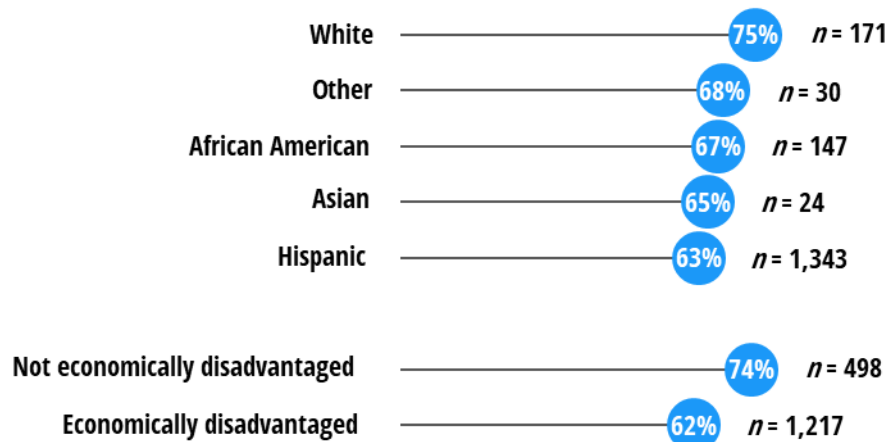 White 75% n = 171
Other 68% n = 30
African American 67% n = 147
Asian 65% n = 24
Hispanic 63% n = 1,343
Not economically disadvantaged 74% n = 498
Economically disadvantaged 62% n = 1,217